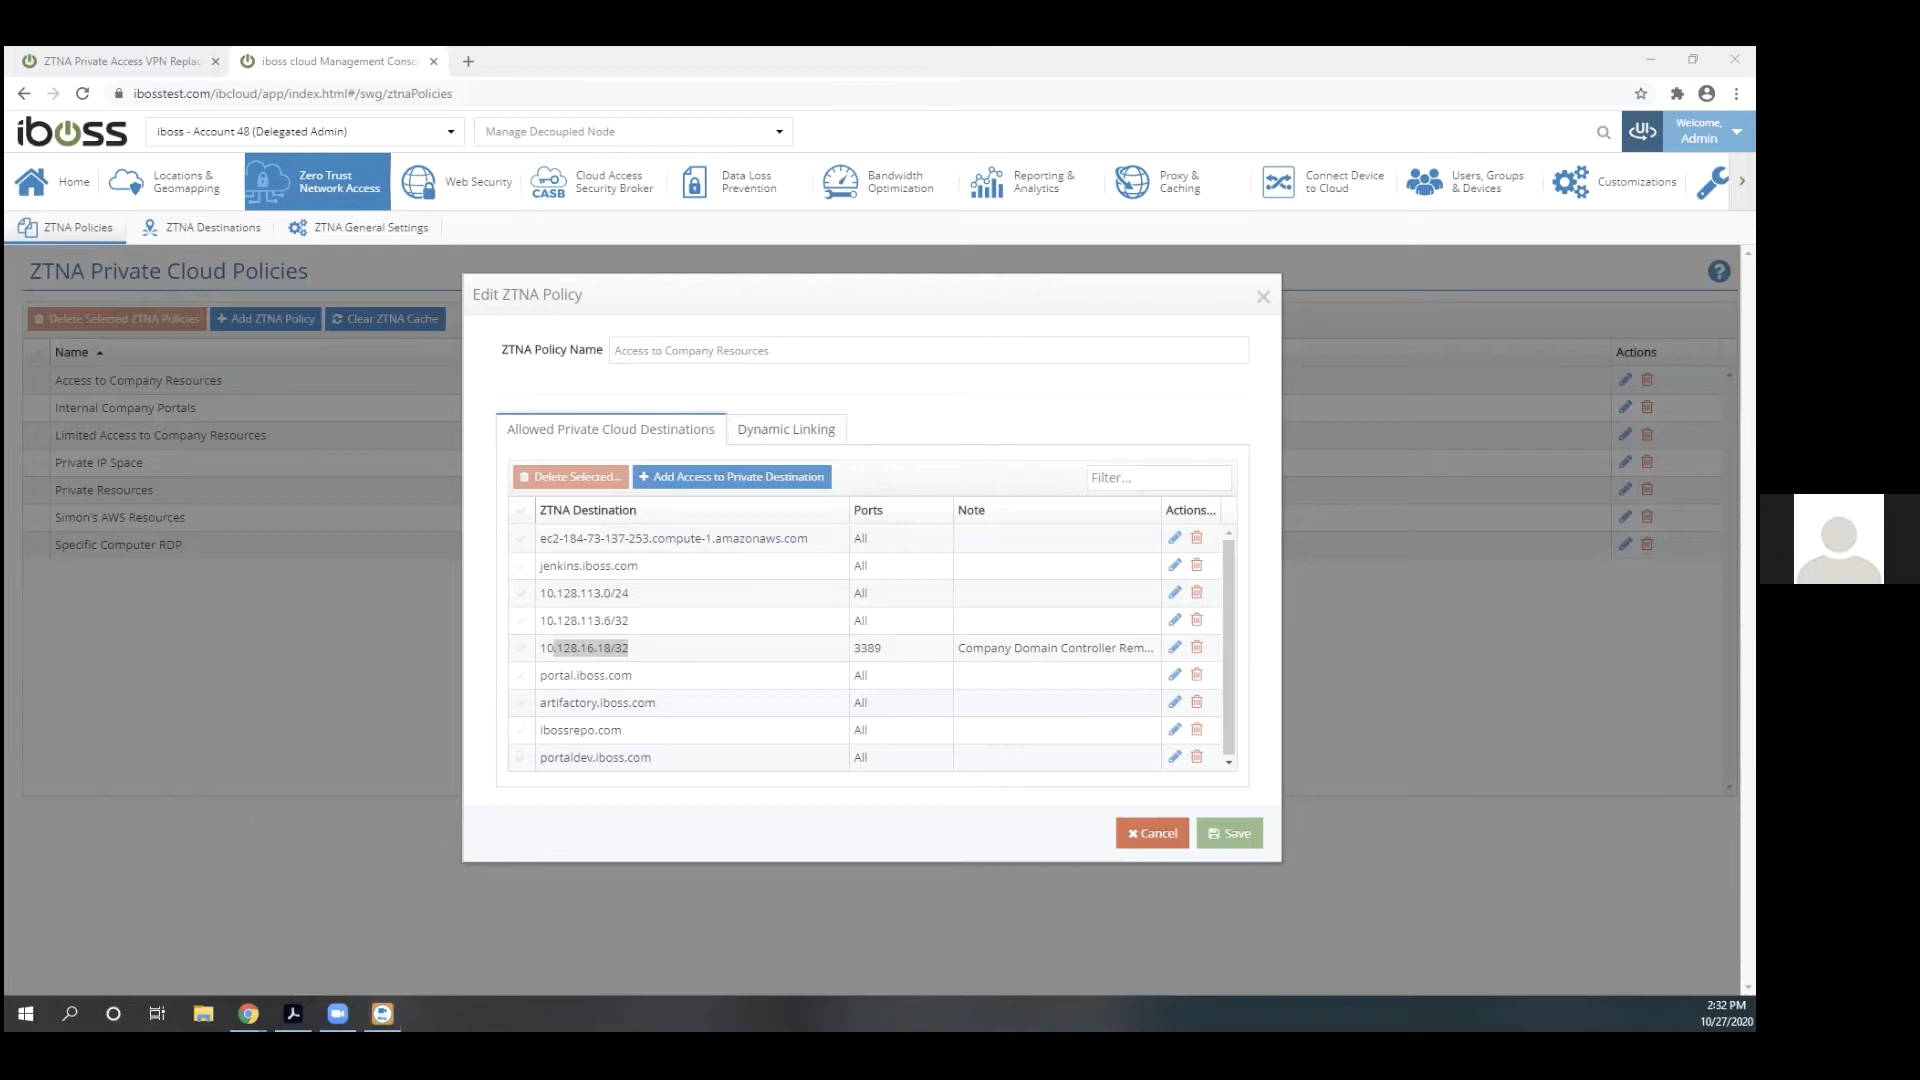 ZTNA Private Access VPN Repla
iboss cloud Management Conso
ibosstest.com/ibcloud/app/index.html#/swg/ztnaPolicies
iboss
iboss - Account 48 (Delegated Admin)
Manage Decoupled Node
UI
Welcome,
Admin
Home
Locations &
Geomapping
Zero Trust
Network Access
Web Security
CASB
Cloud Access
Security Broker
Data Loss
Prevention
Bandwidth
Optimization
Reporting &
Analytics
Proxy &
Caching
Connect Device
to Cloud
Users, Groups
& Devices
Customizations
ZTNA Policies
ZTNA Destinations
ZTNA General Settings
ZTNA Private Cloud Policies
Delete Selected ZTNA Policies
Add ZTNA Policy
Clear ZTNA Cache
Name
Actions
Access to Company Resources
Internal Company Portals
Limited Access to Company Resources
Private IP Space
Private Resources
Simon's AWS Resources
Specific Computer RDP
Edit ZTNA Policy
ZTNA Policy Name Access to Company Resources
Allowed Private Cloud Destinations
Dynamic Linking
Delete Selected...
Add Access to Private Destination
Filter...
ZTNA Destination Ports Note Actions...
ec2-184-73-137-253.compute-1.amazonaws.com All
jenkins.iboss.com All
10.128.113.0/24 All
10.128.113.6/32 All
10.128.16.18/32 3389 Company Domain Controller Rem...
portal.iboss.com All
artifactory.iboss.com All
ibossrepo.com All
portaldev.iboss.com All
Cancel
Save
2:32 PM
10/27/2020